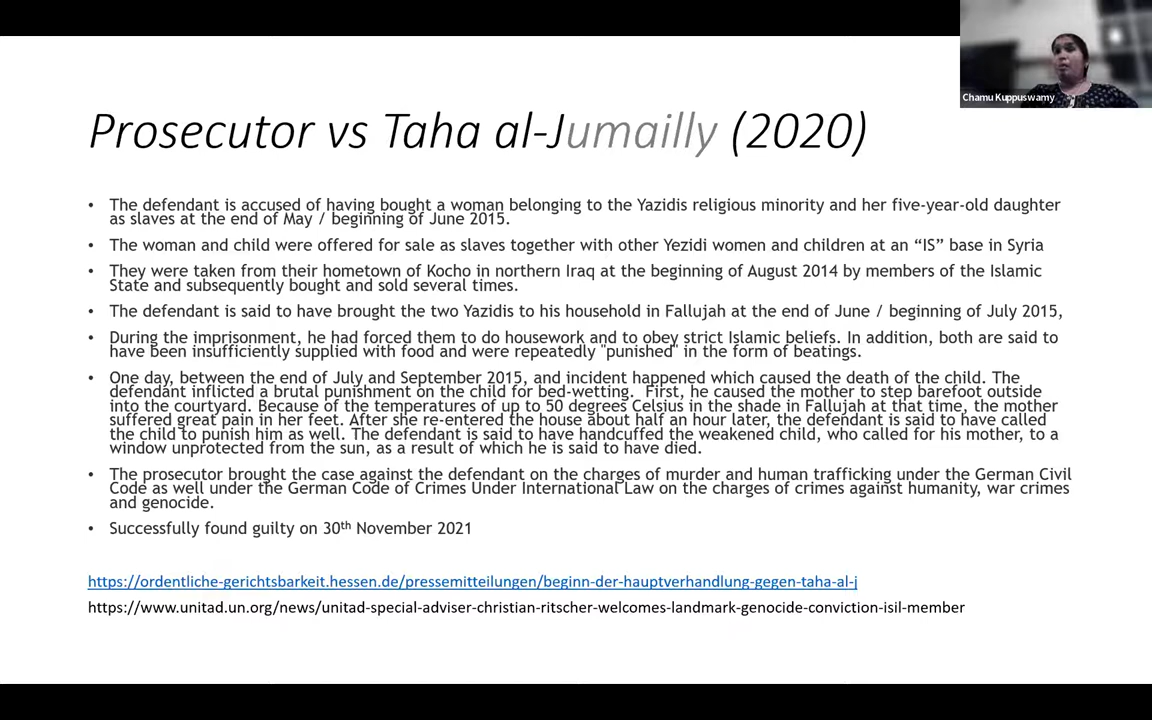 Chamu Kuppuswamy
Prosecutor vs Taha al-Jumailly (2020)
• The defendant is accused of having bought a woman belonging to the Yazidis religious minority and her five-year-old daughter
as slaves at the end of May / beginning of June 2015.
• The woman and child were offered for sale as slaves together with other Yezidi women and children at an “IS” base in Syria
• They were taken from their hometown of Kocho in northern Iraq at the beginning of August 2014 by members of the Islamic
State and subsequently bought and sold several times.
• The defendant is said to have brought the two Yazidis to his household in Fallujah at the end of June / beginning of July 2015,
• During the imprisonment, he had forced them to do housework and to obey strict Islamic beliefs. In addition, both are said to
have been insufficiently supplied with food and were repeatedly "punished" in the form of beatings.
• One day, between the end of July and September 2015, and incident happened which caused the death of the child. The
defendant inflicted a brutal punishment on the child for bed-wetting. First, he caused the mother to step barefoot outside
into the courtyard. Because of the temperatures of up to 50 degrees Celsius in the shade in Fallujah at that time, the mother
suffered great pain in her feet. After she re-entered the house about half an hour later, the defendant is said to have called
the child to punish him as well. The defendant is said to have handcuffed the weakened child, who called for his mother, to a
window unprotected from the sun, as a result of which he is said to have died.
• The prosecutor brought the case against the defendant on the charges of murder and human trafficking under the German Civil
Code as well under the German Code of Crimes Under International Law on the charges of crimes against humanity, war crimes
and genocide.
• Successfully found guilty on 30th November 2021
https://ordentliche-gerichtsbarkeit.hessen.de/pressemitteilungen/beginn-der-hauptverhandlung-gegen-taha-al-j
https://www.unitad.un.org/news/unitad-special-adviser-christian-ritscher-welcomes-landmark-genocide-conviction-isil-member